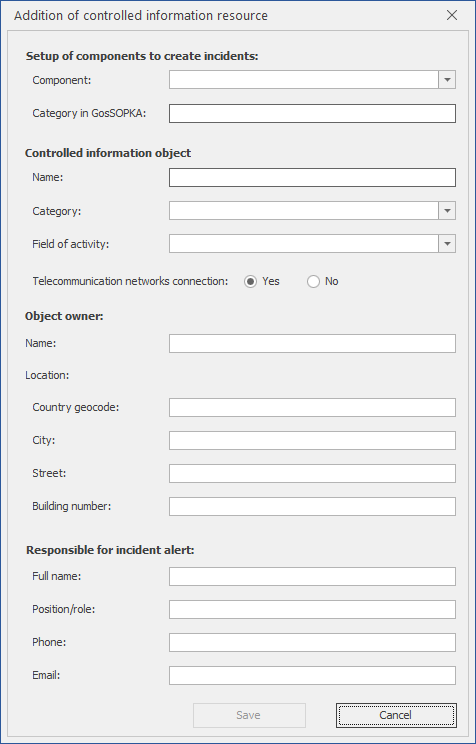 Addition of controlled information resource
Setup of components to create incidents:
Component:
Category in GosSOPKA:
Controlled information object
Name:
Category:
Field of activity:
Telecommunication networks connection: Yes No
Object owner:
Name:
Location:
Country geocode:
City:
Street:
Building number:
Responsible for incident alert:
Full name:
Position/role:
Phone:
Email:
Save Cancel